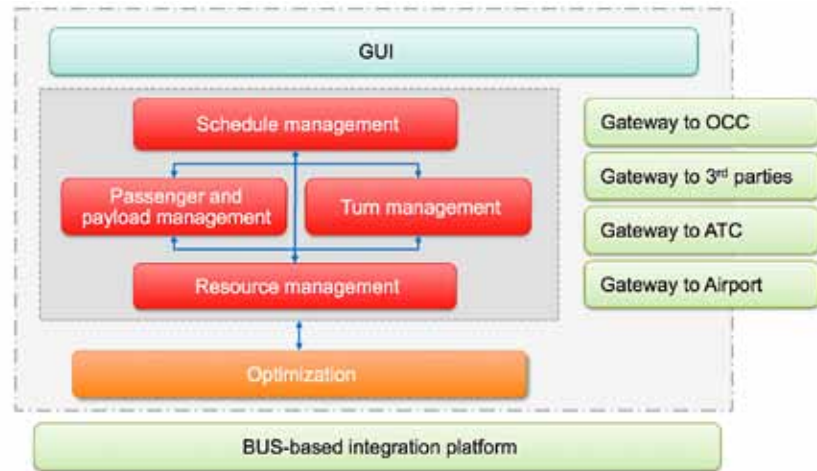 GUI
Schedule management
Gateway to OCC
Gateway to 3rd parties
Passenger and
payload management
Turn management
Gateway to ATC
Resource management
Gateway to Airport
Optimization
BUS-based integration platform